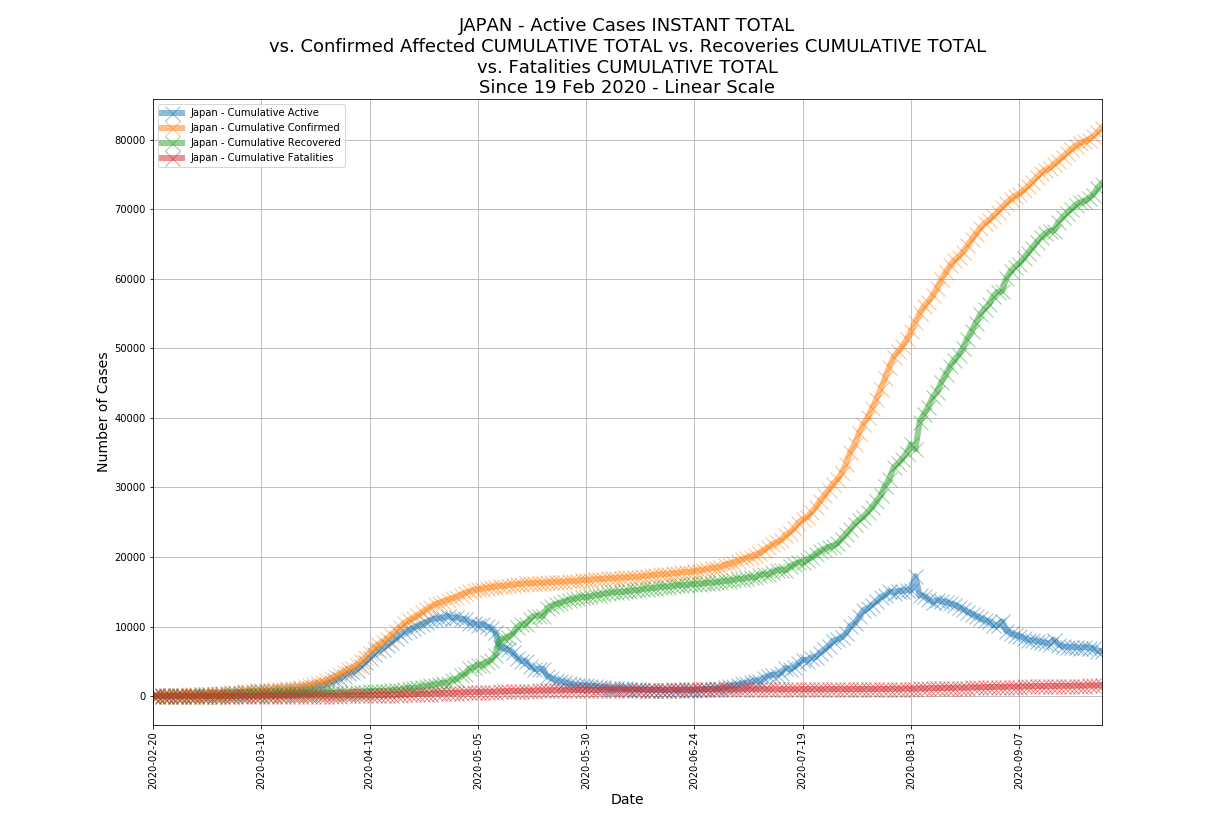 JAPAN - Active Cases INSTANT TOTAL
vs. Confirmed Affected CUMULATIVE TOTAL vs. Recoveries CUMULATIVE TOTAL
vs. Fatalities CUMULATIVE TOTAL
Since 19 Feb 2020 - Linear Scale
Japan - Cumulative Active
Japan - Cumulative Confirmed
Japan - Cumulative Recovered
Japan - Cumulative Fatalities
Number of Cases
80000
70000
60000
50000
40000
30000
20000
10000
0
2020-02-20
2020-03-16
2020-04-10
2020-05-05
2020-05-30
2020-06-24
2020-07-19
2020-08-13
2020-09-07
Date